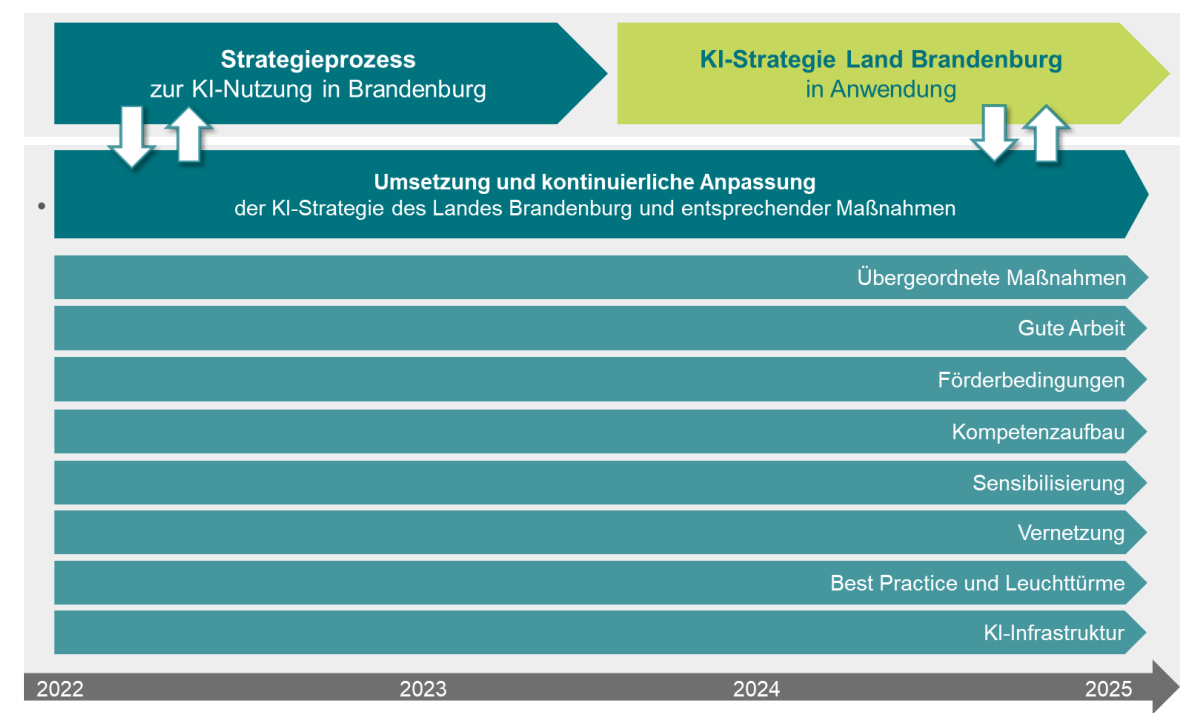 Strategieprozess
zur KI-Nutzung in Brandenburg
KI-Strategie Land Brandenburg
in Anwendung
Umsetzung und kontinuierliche Anpassung
der KI-Strategie des Landes Brandenburg und entsprechender Maßnahmen
Übergeordnete Maßnahmen
Gute Arbeit
Förderbedingungen
Kompetenzaufbau
Sensibilisierung
Vernetzung
Best Practice und Leuchttürme
KI-Infrastruktur
2022 2023 2024 2025